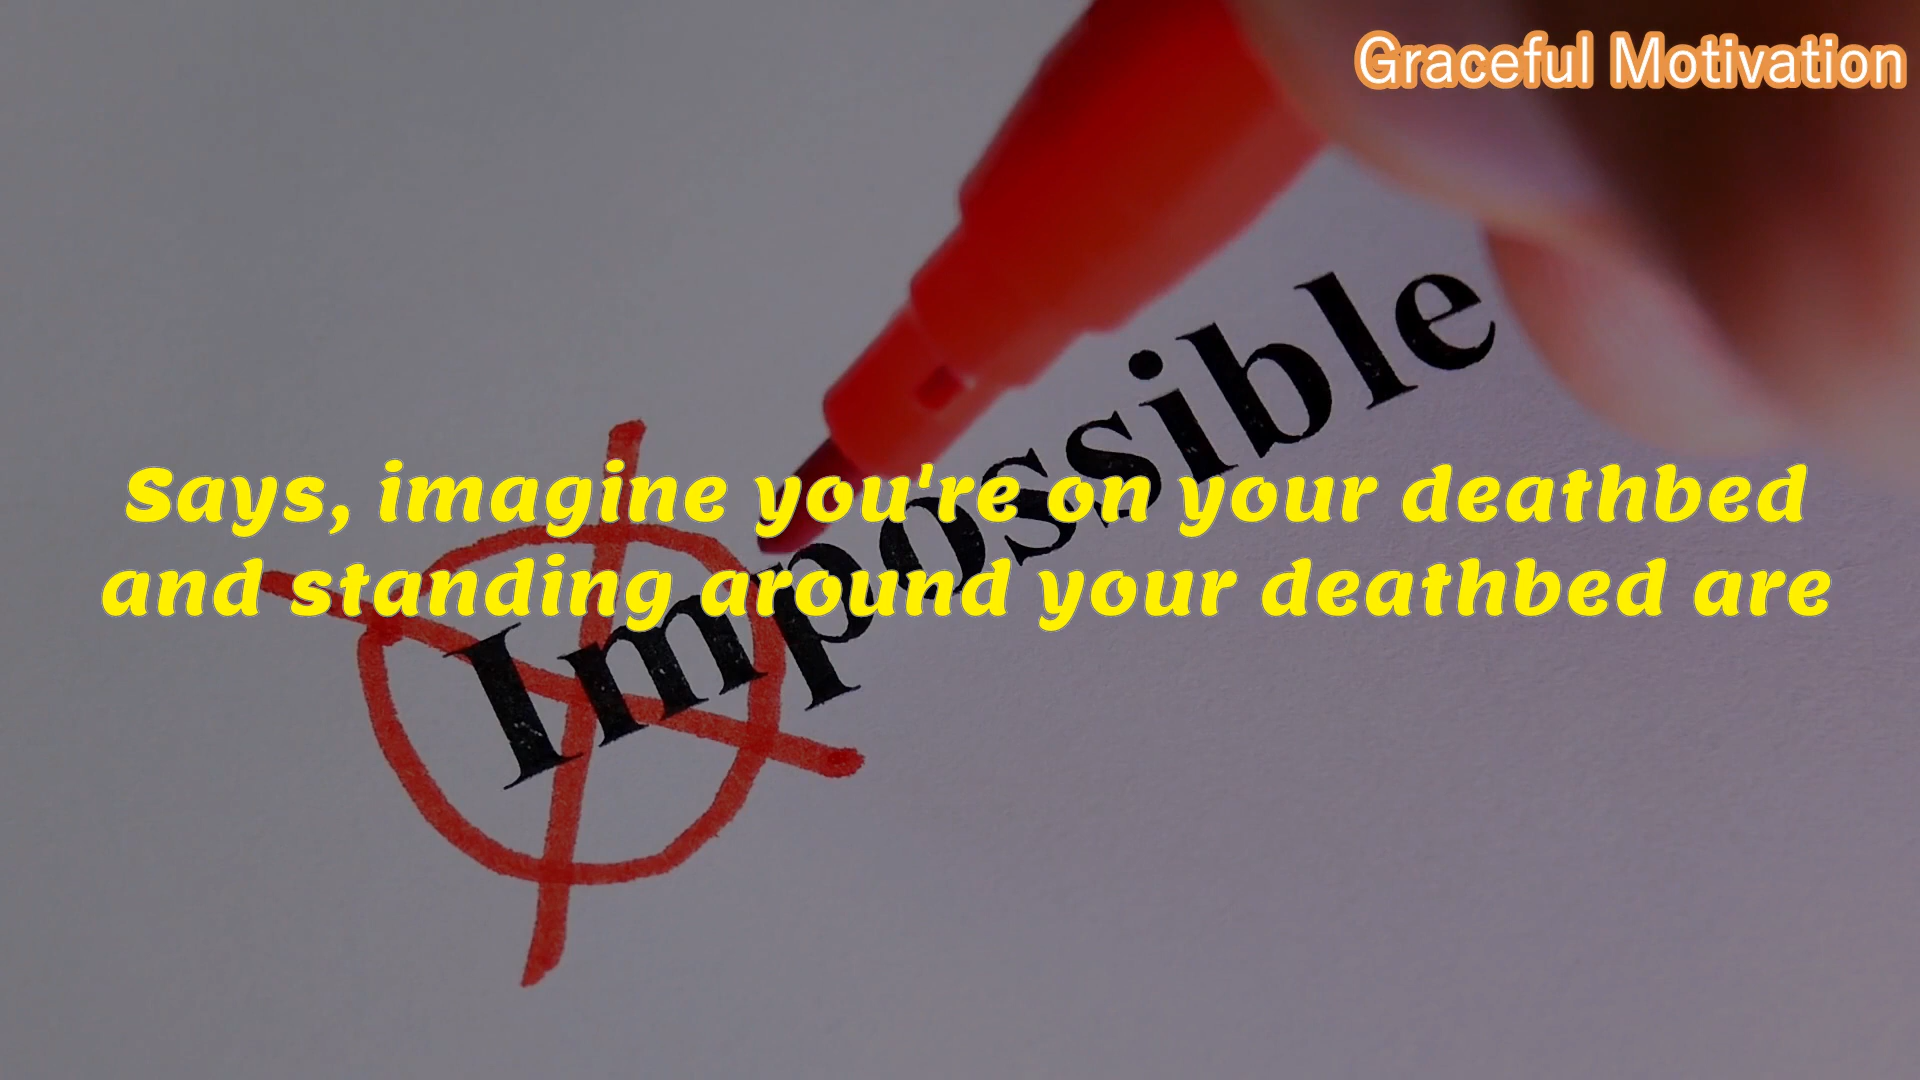 Graceful Motivation
Says, imagine you're on your deathbed
and standing around your deathbed are
Impossible